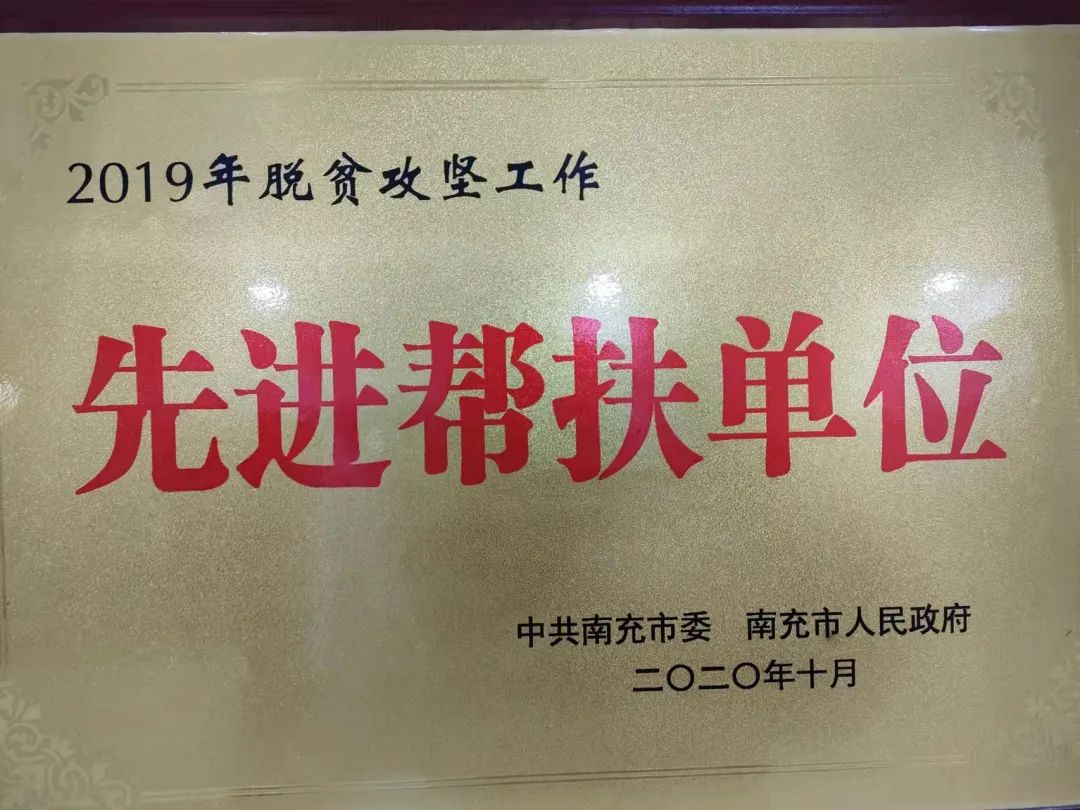 2019年脱贫攻坚工作
先进帮扶单位
中共南充市委 南充市人民政府
二〇二〇年十月